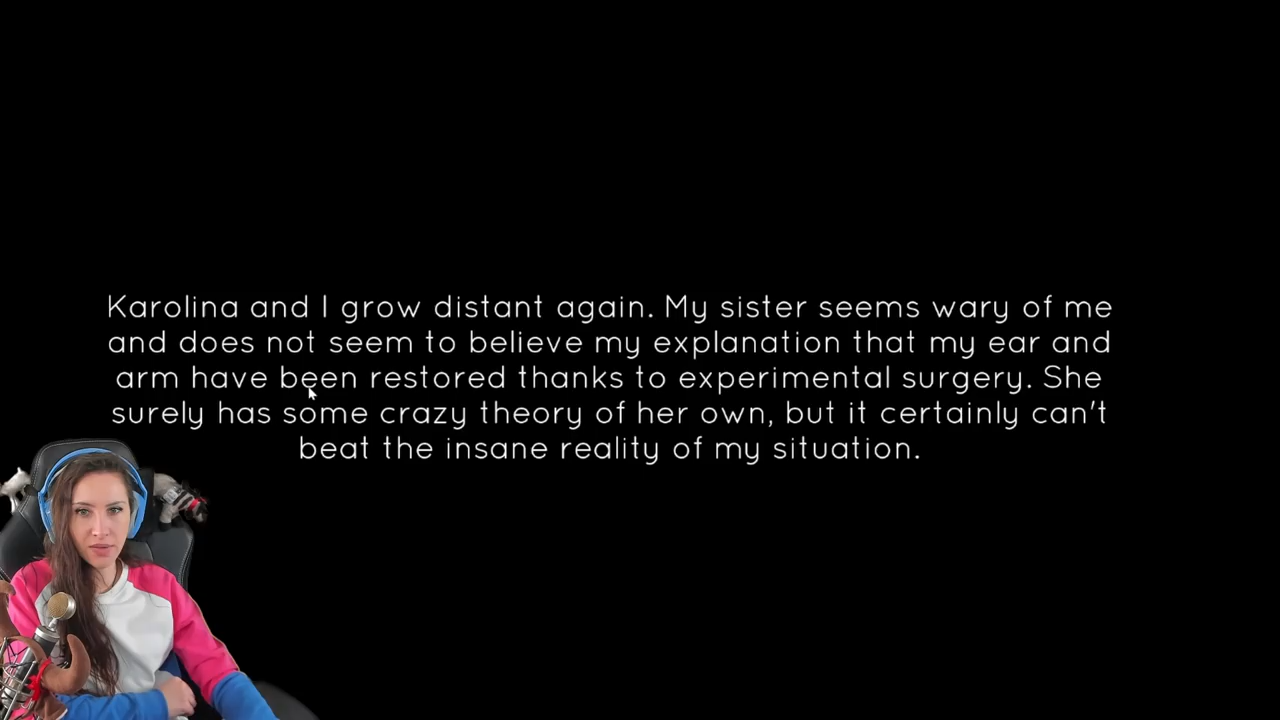 Karolina and I grow distant again. My sister seems wary of me
and does not seem to believe my explanation that my ear and
arm have been restored thanks to experimental surgery. She
surely has some crazy theory of her own, but it certainly can't
beat the insane reality of my situation.